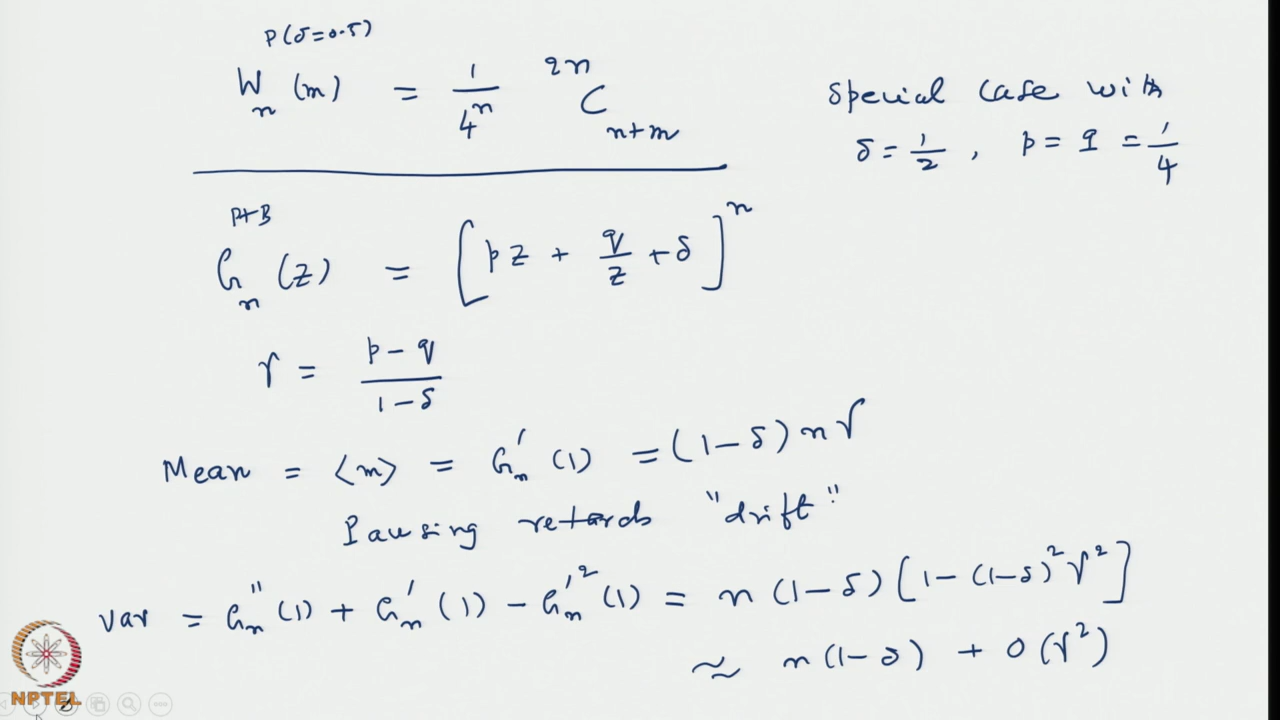 P(δ=0.5)
W_n (m) = 1/4^n ^{2n}C_{n+m}
Special case with
δ = 1/2 , p = q = 1/4
P+B
G_n (z) = [pz + q/z + δ]^n
γ = (p - q)/(1 - δ)
Mean = ⟨m⟩ = G_n' (1) = (1-δ) n γ
Pausing retards "drift"
var = G_n'' (1) + G_n' (1) - G_n'^2 (1) = n (1-δ) [1 - (1-δ)^2 γ^2]
≈ n(1-δ) + O(γ^2)
NPTEL